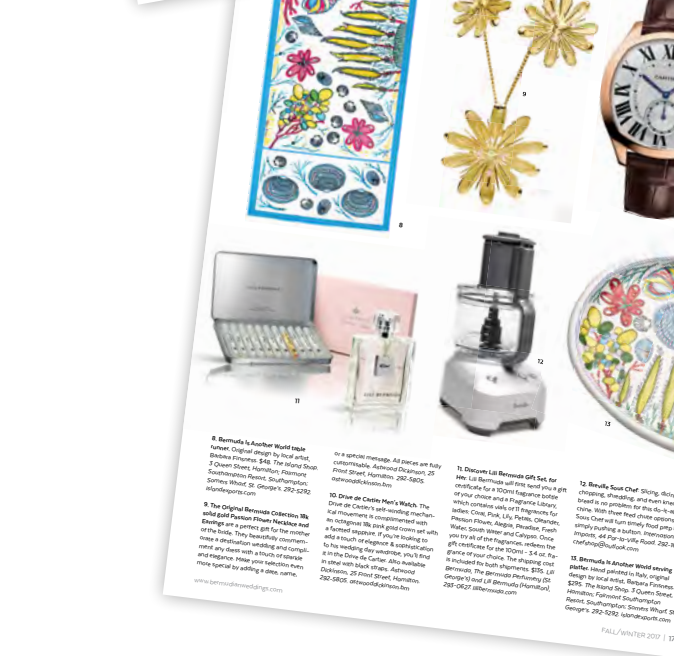 9
8
12
11
13
8. Bermuda Is Another World table
runner. Original design by local artist,
Barbara Finsness. $48. The Island Shop.
3 Queen Street, Hamilton; Fairmont
Southampton Resort, Southampton;
Somers Wharf, St. George's. 292-5292.
islandexports.com
9. The Original Bermuda Collection 18k
solid gold Passion Flower Necklace and
Earrings are a perfect gift for the mother
of the bride. They beautifully commem-
orate a destination wedding and compli-
ment any dress with a touch of sparkle
and elegance. Make your selection even
more special by adding a date, name,
or a special message. All pieces are fully
customisable. Astwood Dickinson, 25
Front Street, Hamilton. 292-5805.
astwooddickinson.bm
10. Drive de Cartier Men's Watch. The
Drive de Cartier's self-winding mechan-
ical movement is complimented with
an octagonal 18k pink gold crown set with
a faceted sapphire. If you're looking to
add a touch of elegance & sophistication
to his wedding day wardrobe, you'll find
it in the Drive de Cartier. Also available
in steel with black straps. Astwood
Dickinson, 25 Front Street, Hamilton.
292-5805. astwooddickinson.bm
11. Discover Lili Bermuda Gift Set, for
Her. Lili Bermuda will first send you a gift
certificate for a 100ml fragrance bottle
of your choice and a Fragrance Library,
which contains vials of 11 fragrances for
ladies: Coral, Pink, Lily, Petals, Oleander,
Passion Flower, Alegria, Paradise, Fresh
Water, South Water and Calypso. Once
you try all of the fragrances, redeem the
gift certificate for the 100ml - 3.4 oz. fra-
grance of your choice. The shipping cost
is included for both shipments. $135. Lili
Bermuda, The Bermuda Perfumery (St.
George's) and Lili Bermuda (Hamilton),
293-0627. lilibermuda.com
12. Breville Sous Chef. Slicing, dicin
chopping, shredding, and even knea
bread is no problem for this do-it-a
chine. With three feed chute option
Sous Chef will turn timely food prep
simply pushing a button. Internation
Imports, 44 Par-la-Ville Road. 292-1
chefshop@outlook.com
13. Bermuda Is Another World serving
platter. Hand painted in Italy, original
design by local artist, Barbara Finsness
$295. The Island Shop. 3 Queen Street,
Hamilton; Fairmont Southampton
Resort, Southampton; Somers Wharf, St
George's. 292-5292. islandexports.com
www.bermudianweddings.com
FALL/WINTER 2017 | 17